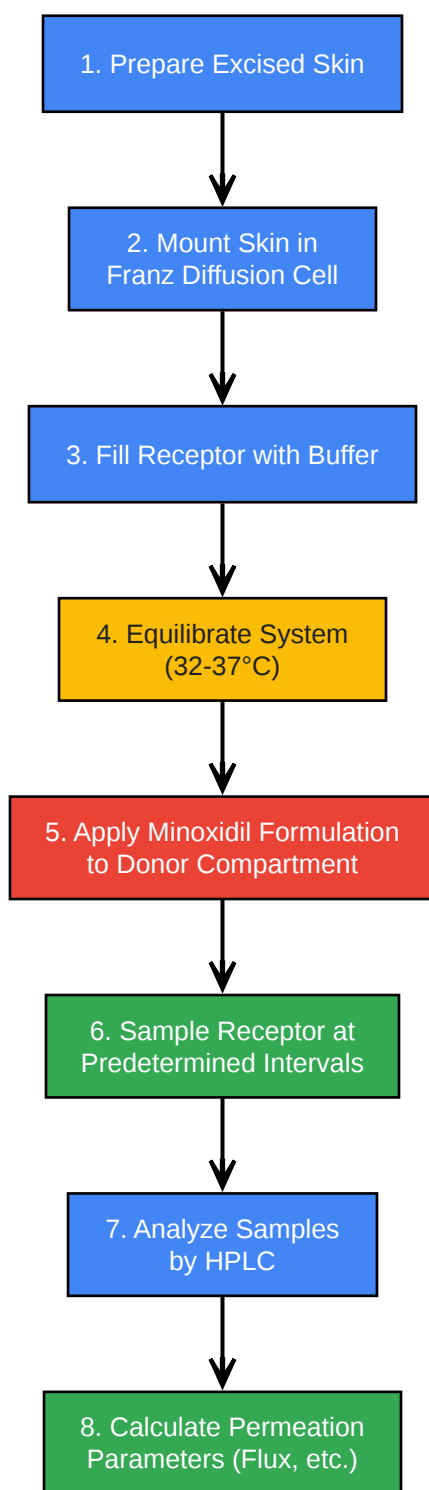 1. Prepare Excised Skin
2. Mount Skin in
Franz Diffusion Cell
3. Fill Receptor with Buffer
4. Equilibrate System
(32-37°C)
5. Apply Minoxidil Formulation
to Donor Compartment
6. Sample Receptor at
Predetermined Intervals
7. Analyze Samples
by HPLC
8. Calculate Permeation
Parameters (Flux, etc.)